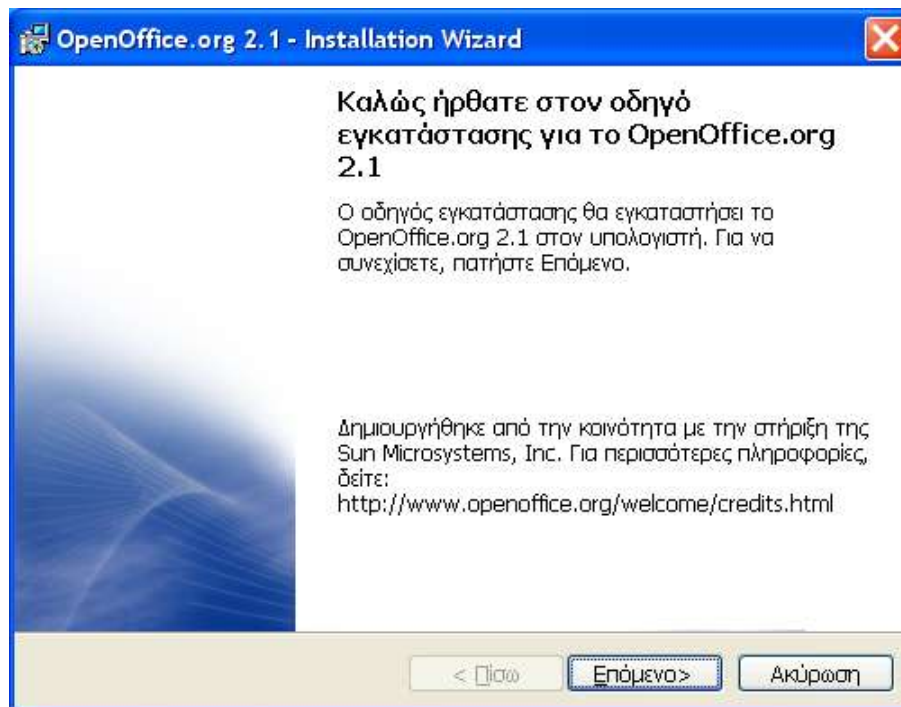 OpenOffice.org 2.1 - Installation Wizard
Καλώς ήρθατε στον οδηγό
εγκατάστασης για το OpenOffice.org
2.1
Ο οδηγός εγκατάστασης θα εγκαταστήσει το
OpenOffice.org 2.1 στον υπολογιστή. Για να
συνεχίσετε, πατήστε Επόμενο.
Δημιουργήθηκε από την κοινότητα με την στήριξη της
Sun Microsystems, Inc. Για περισσότερες πληροφορίες,
δείτε:
http://www.openoffice.org/welcome/credits.html
< Πίσω Επόμενο> Ακύρωση